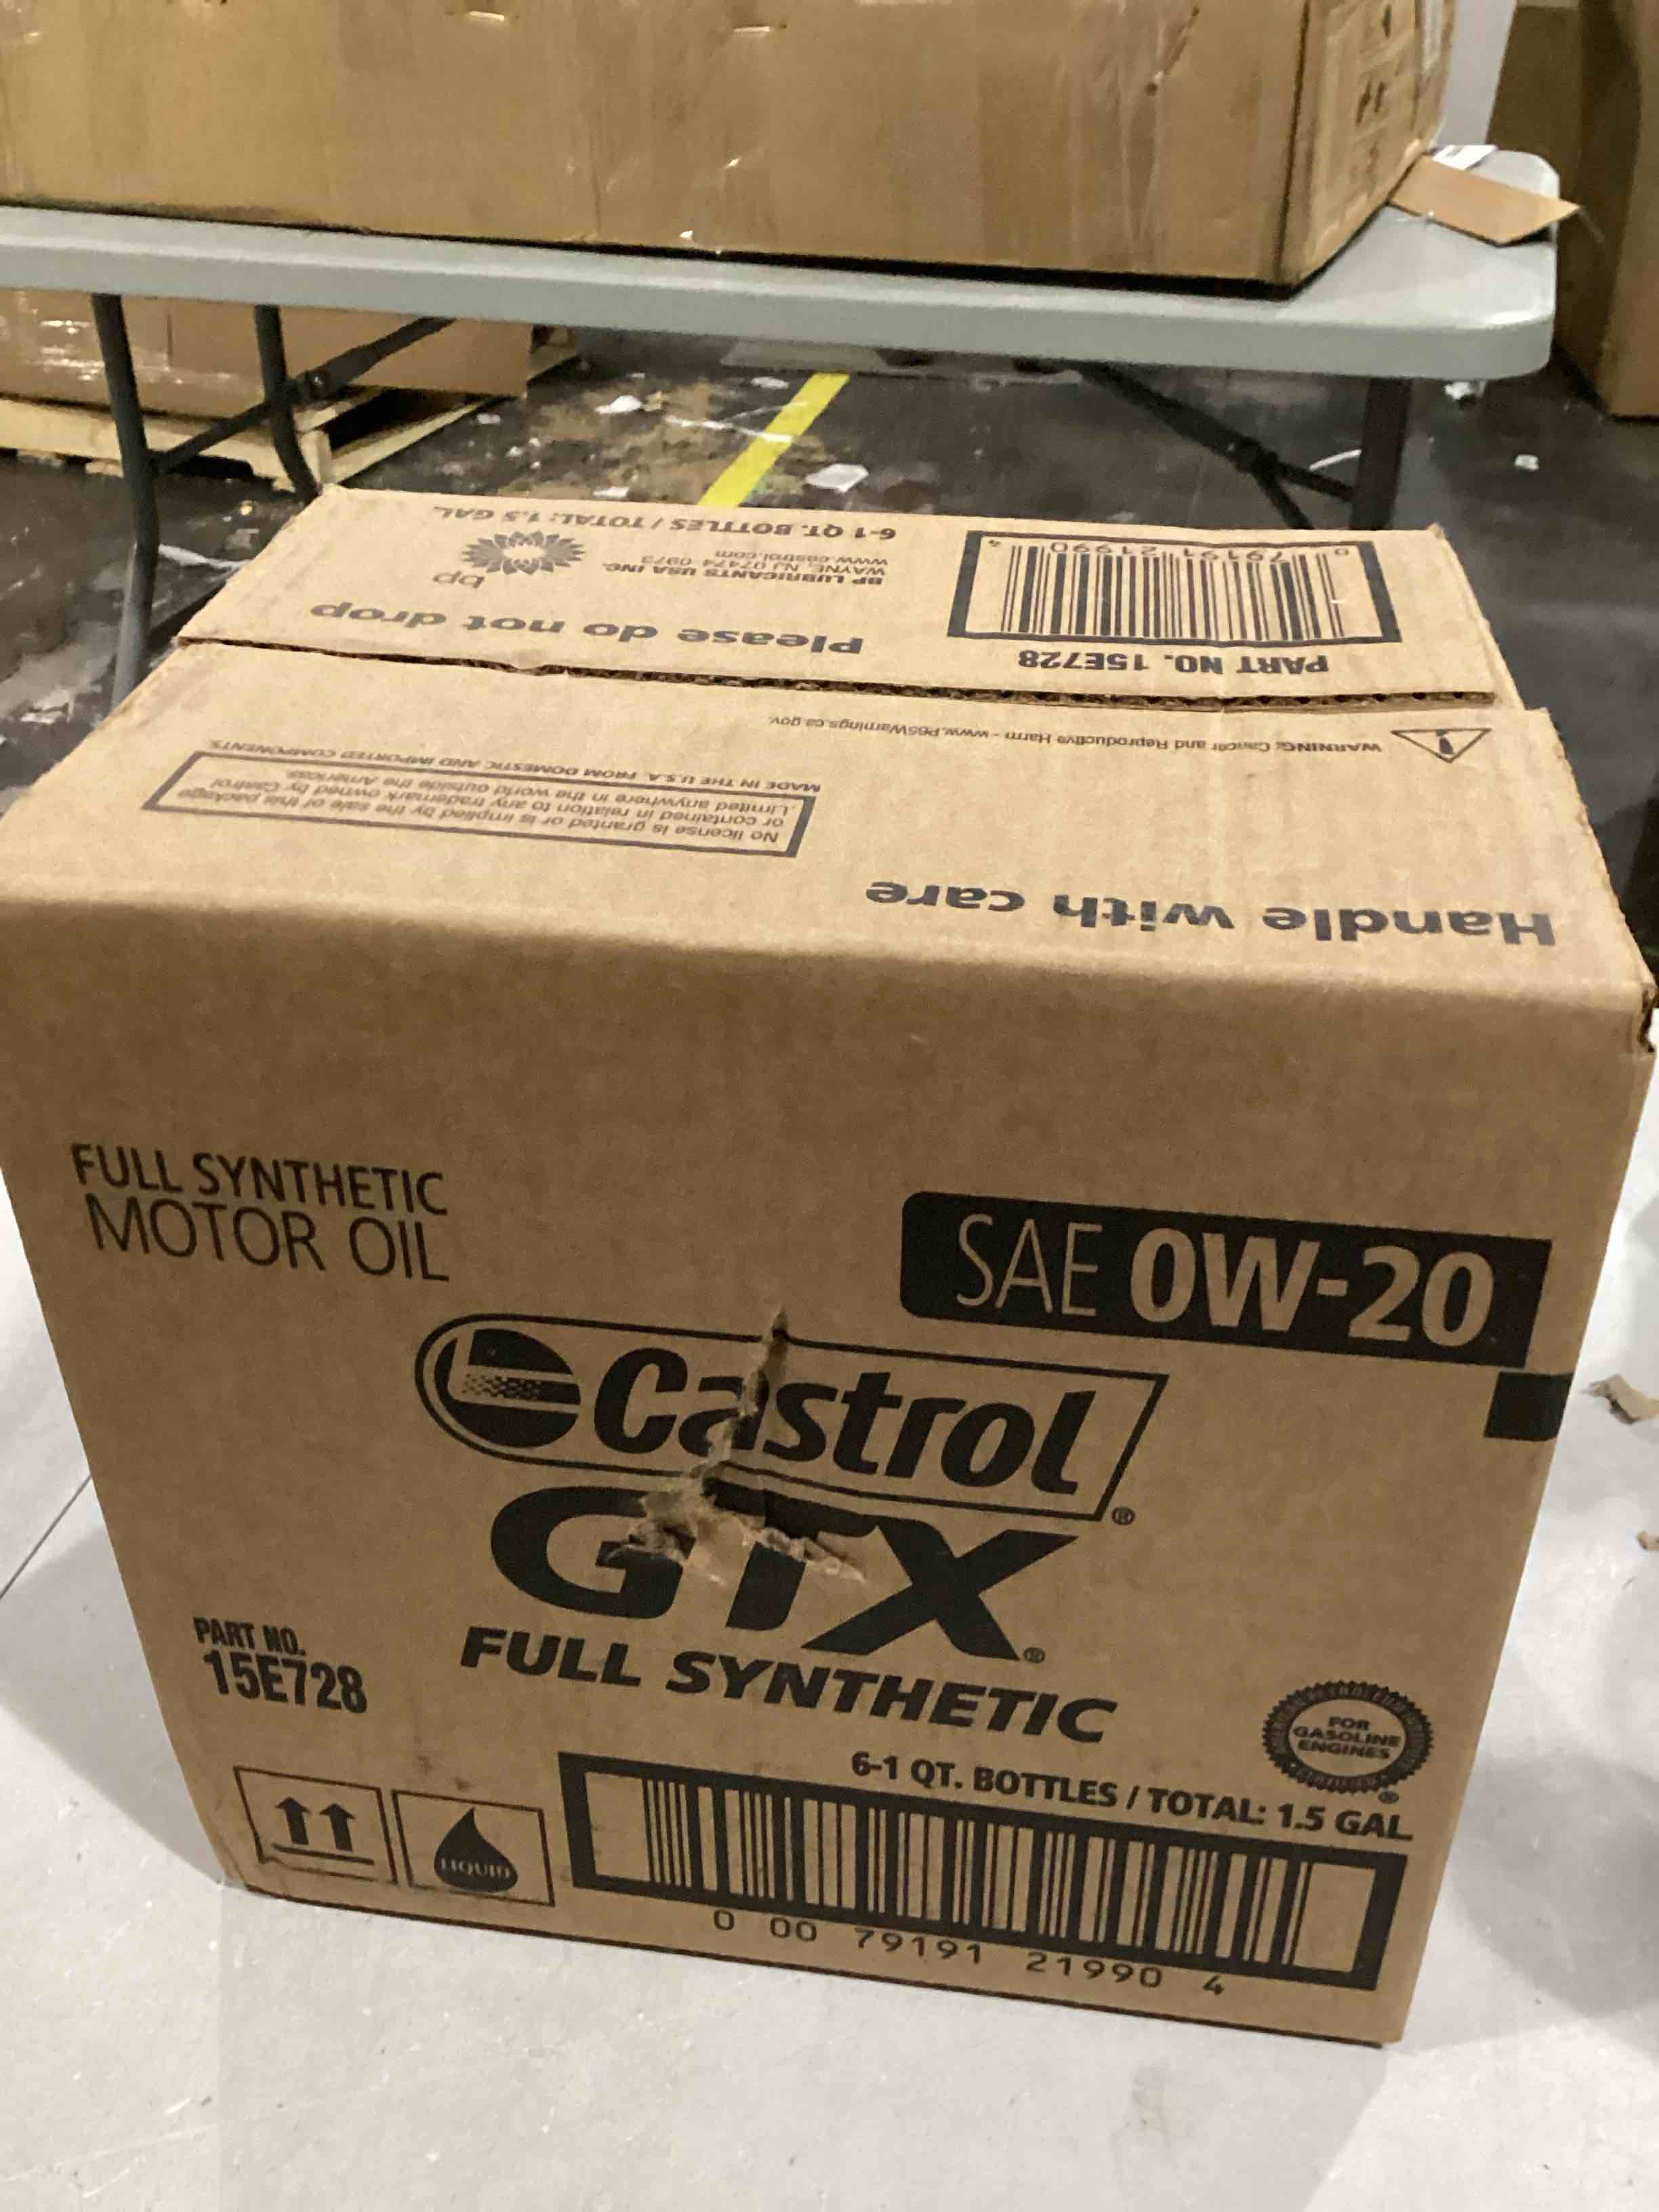 6-1 QT. BOTTLES / TOTAL: 1.5 GAL.
bp
BP LUBRICANTS USA INC.
WAYNE, NJ 07474 0973
www.castrol.com
Please do not drop
0 79191 21990 4
PART NO. 15E728
WARNING: Cancer and Reproductive Harm - www.P65Warnings.ca.gov.
MADE IN THE U.S.A. FROM DOMESTIC AND IMPORTED COMPONENTS.
No license is granted or is implied by the sale of this package
or contained in relation to any trademark owned by Castrol
Limited anywhere in the world outside the Americas
Handle with care
FULL SYNTHETIC
MOTOR OIL
SAE 0W-20
Castrol®
GTX®
FULL SYNTHETIC
PART NO.
15E728
FOR
GASOLINE
ENGINES
®
6-1 QT. BOTTLES / TOTAL: 1.5 GAL
LIQUID
0 00 79191 21990 4